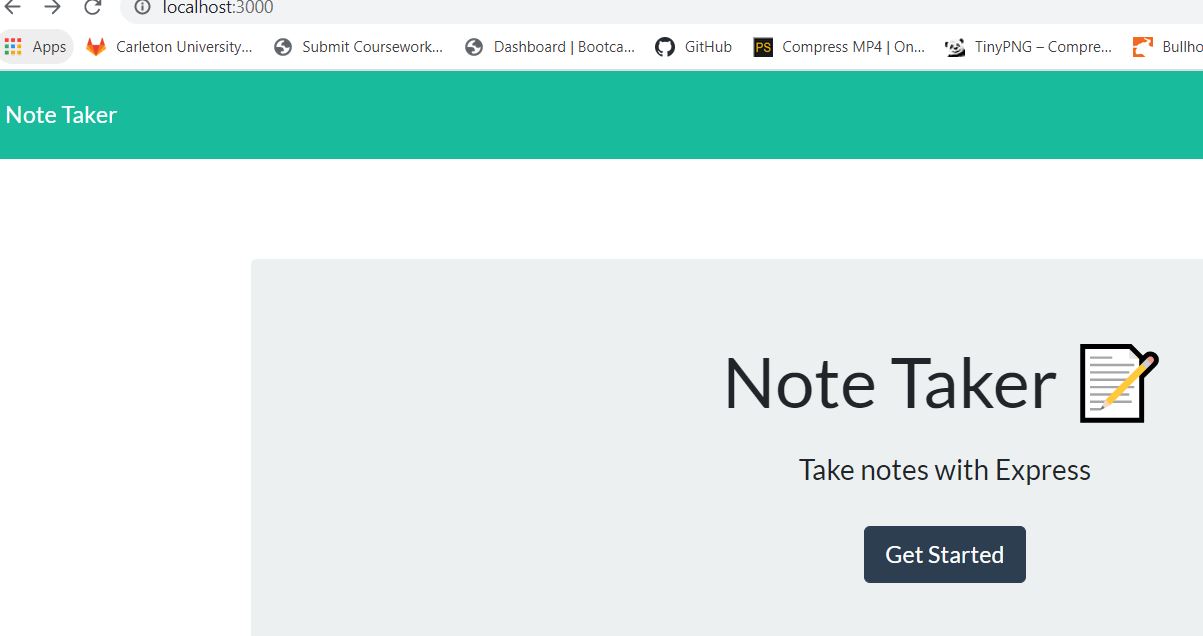 localhost:3000
Apps Carleton University... Submit Coursework... Dashboard | Bootca... GitHub PS Compress MP4 | On... TinyPNG – Compre... Bullho
Note Taker
Note Taker
Take notes with Express
Get Started